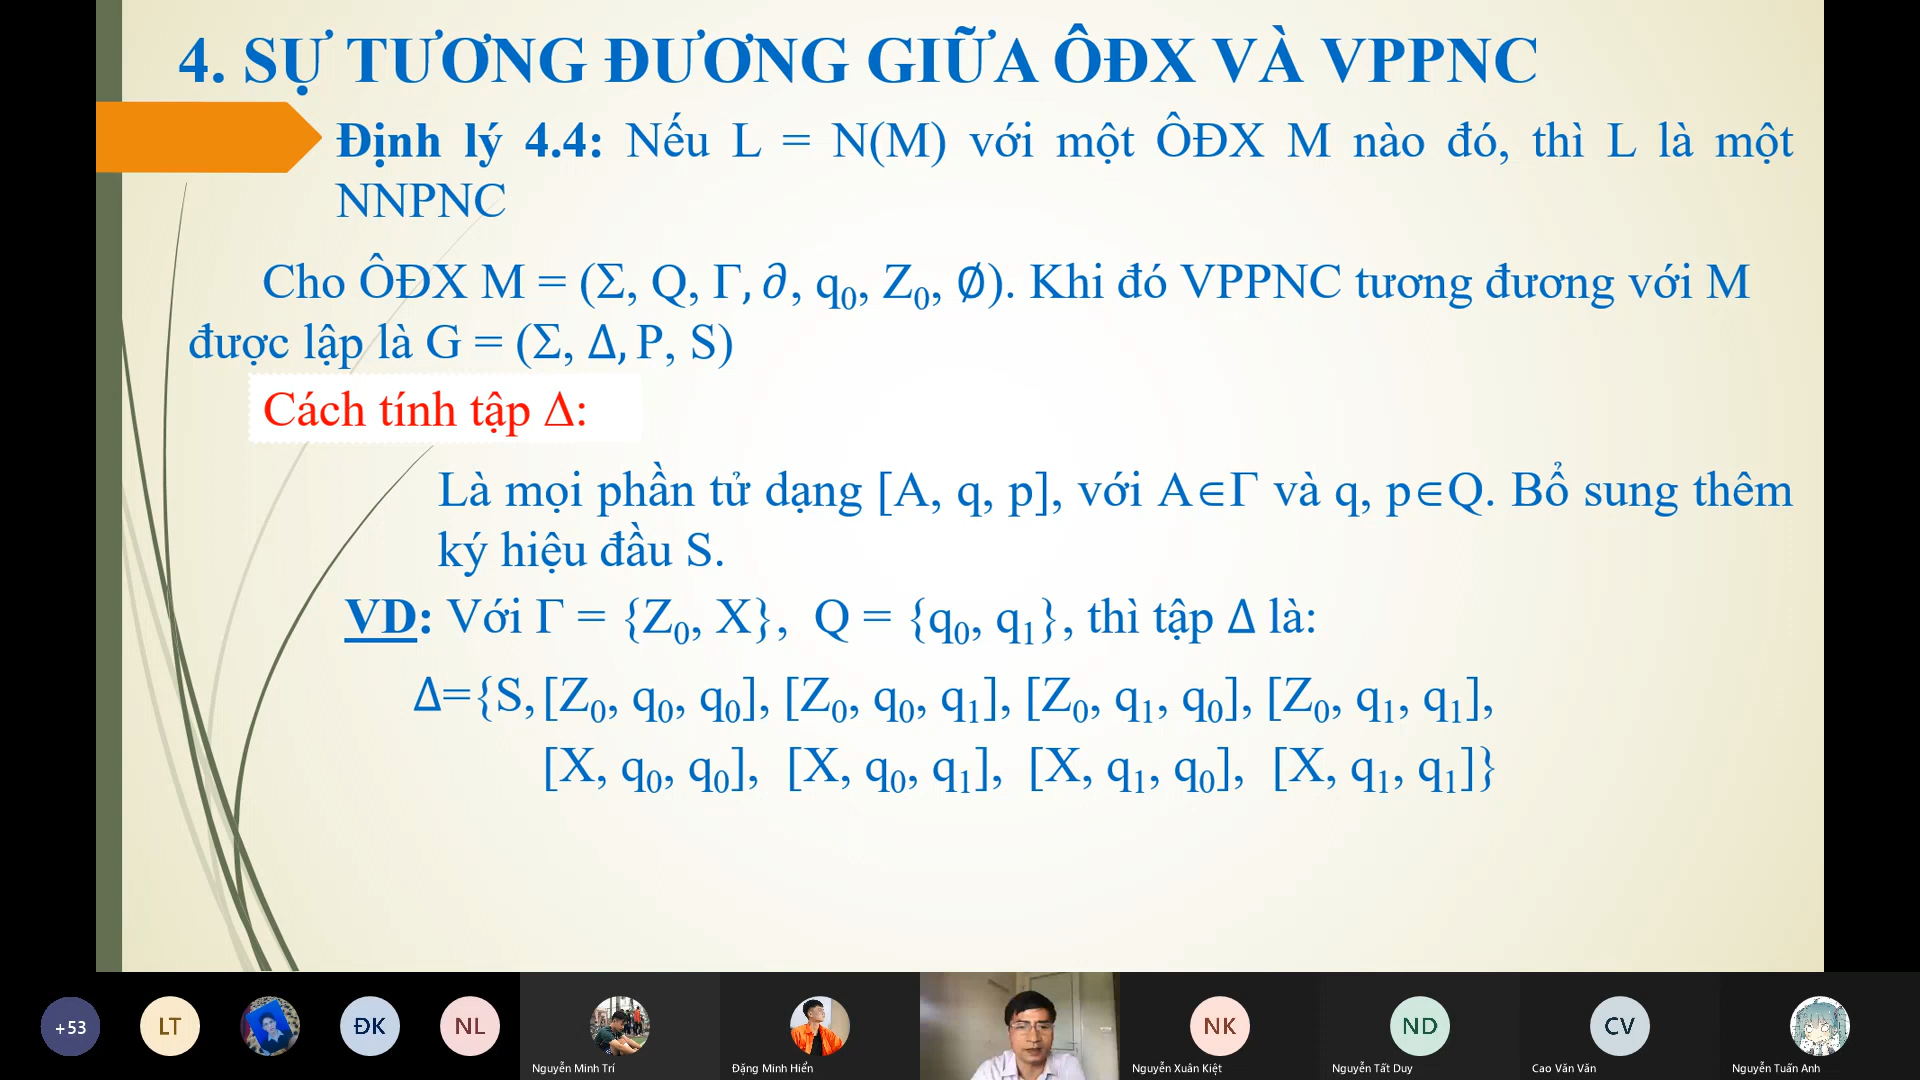 4. SỰ TƯƠNG ĐƯƠNG GIỮA ÔĐX VÀ VPPNC
Định lý 4.4: Nếu L = N(M) với một ÔĐX M nào đó, thì L là một
NNPNC
Cho ÔĐX M = (Σ, Q, Γ, ∂, q₀, Z₀, ∅). Khi đó VPPNC tương đương với M
được lập là G = (Σ, Δ, P, S)
Cách tính tập Δ:
Là mọi phần tử dạng [A, q, p], với A∈Γ và q, p∈Q. Bổ sung thêm
ký hiệu đầu S.
VD: Với Γ = {Z₀, X}, Q = {q₀, q₁}, thì tập Δ là:
Δ={S, [Z₀, q₀, q₀], [Z₀, q₀, q₁], [Z₀, q₁, q₀], [Z₀, q₁, q₁],
[X, q₀, q₀], [X, q₀, q₁], [X, q₁, q₀], [X, q₁, q₁]}
+53 LT ĐK NL NK ND CV
Nguyễn Minh Trí Đặng Minh Hiển Nguyễn Xuân Kiệt Nguyễn Tất Duy Cao Văn Văn Nguyễn Tuấn Anh